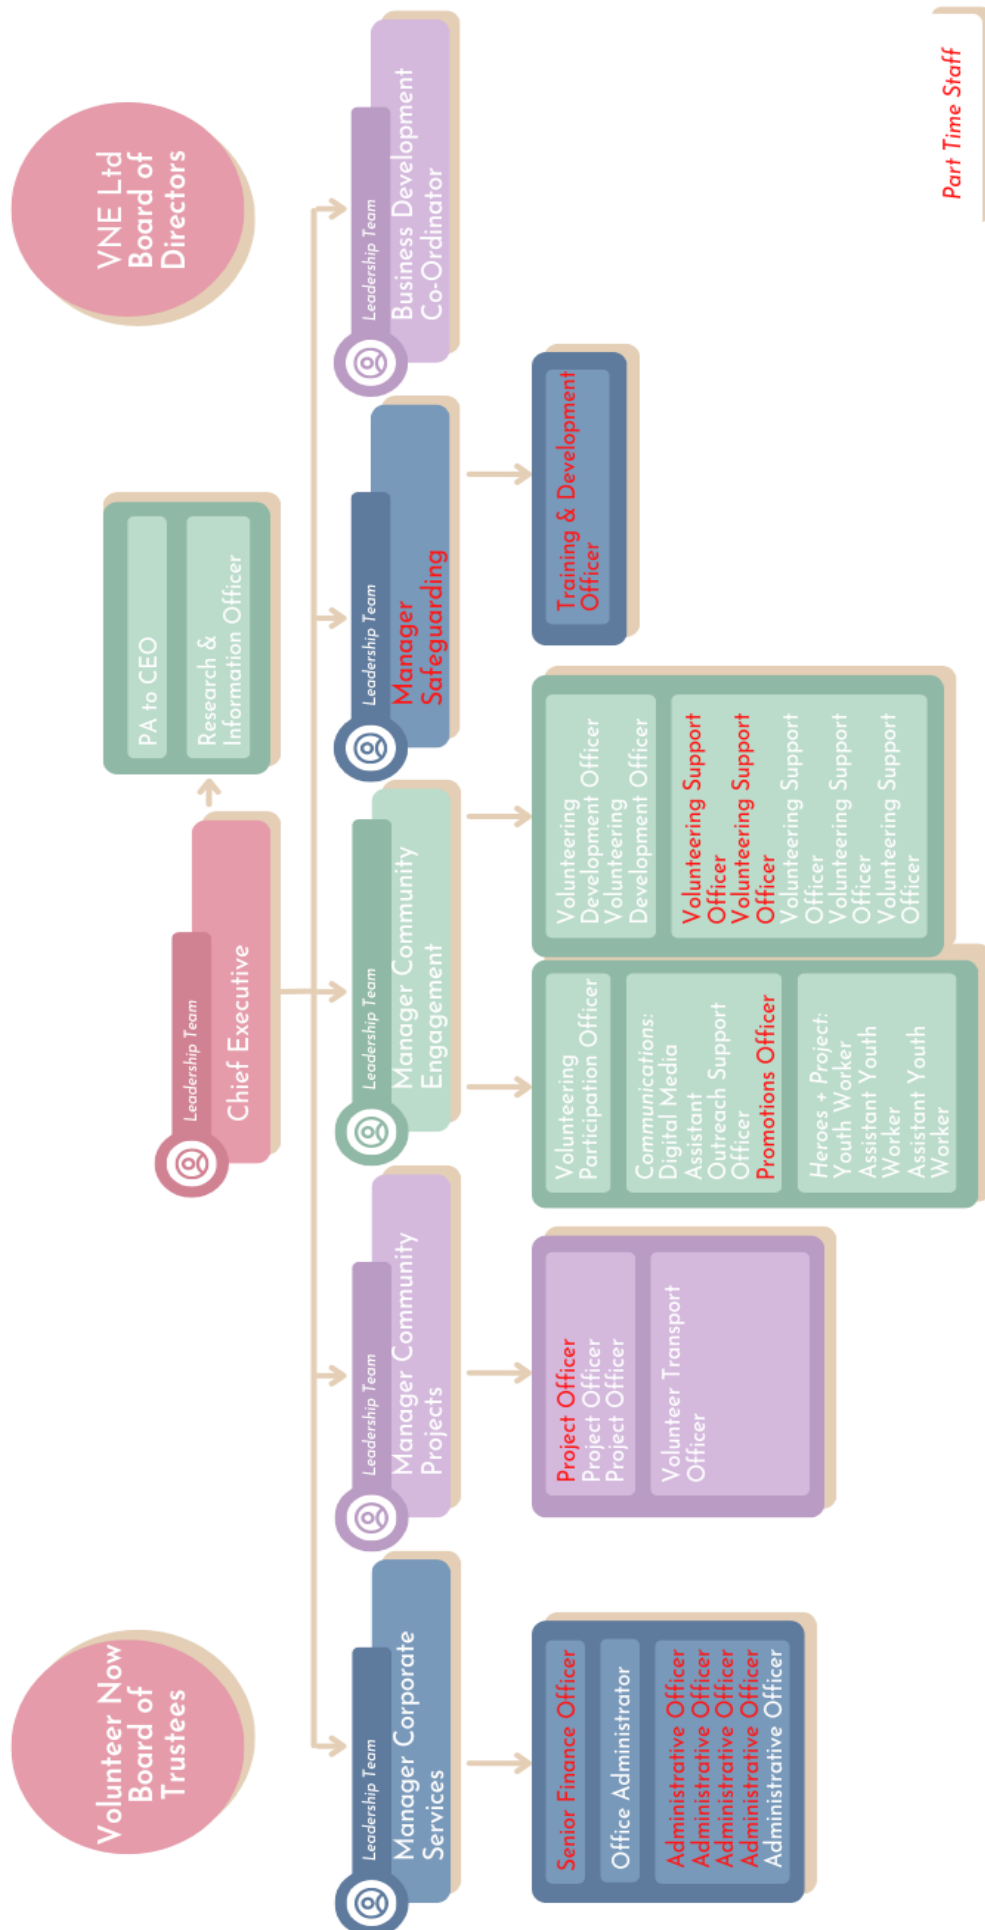 Volunteer Now
Board of
Trustees
VNE Ltd
Board of
Directors
Leadership Team
Chief Executive
PA to CEO
Research &
Information Officer
Leadership Team
Manager Corporate
Services
Leadership Team
Manager Community
Projects
Leadership Team
Manager Community
Engagement
Leadership Team
Manager
Safeguarding
Leadership Team
Business Development
Co-Ordinator
Senior Finance Officer
Office Administrator
Administrative Officer
Administrative Officer
Administrative Officer
Administrative Officer
Administrative Officer
Project Officer
Project Officer
Project Officer
Volunteer Transport
Officer
Volunteering
Participation Officer
Communications:
Digital Media
Assistant
Outreach Support
Officer
Promotions Officer
Heroes + Project:
Youth Worker
Assistant Youth
Worker
Assistant Youth
Worker
Volunteering
Development Officer
Volunteering
Development Officer
Volunteering Support
Officer
Volunteering Support
Officer
Volunteering Support
Officer
Volunteering Support
Officer
Volunteering Support
Officer
Training & Development
Officer
Part Time Staff